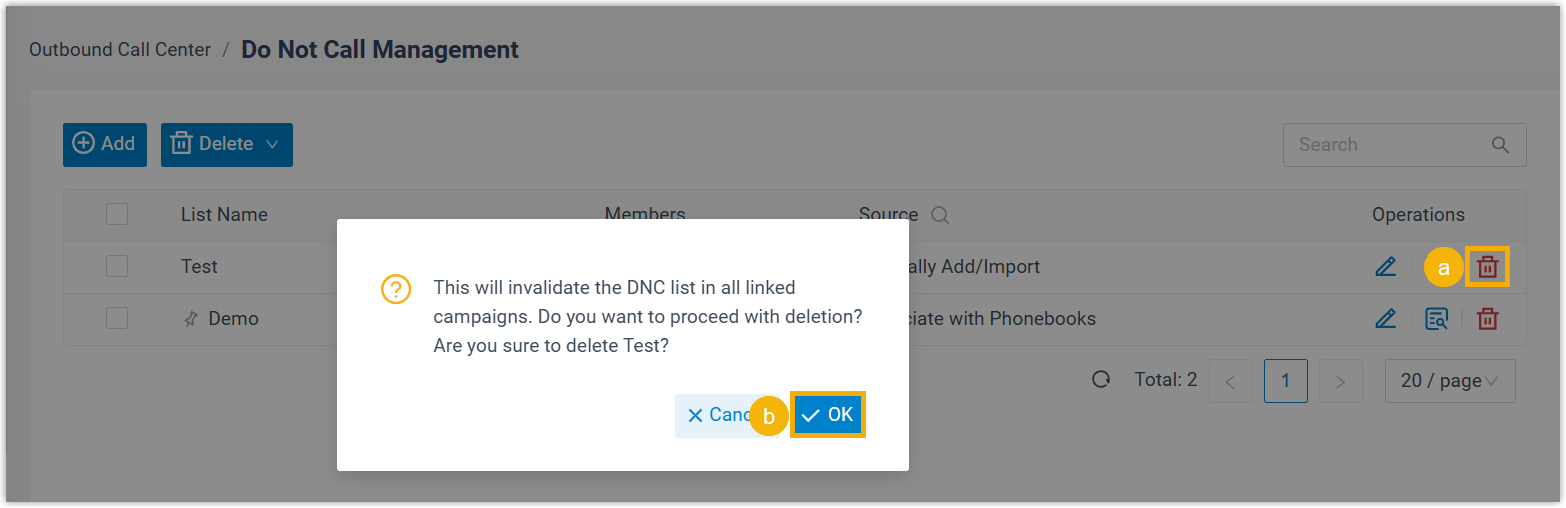 Outbound Call Center / Do Not Call Management
Add Delete Search
List Name Members Source Operations
Test ally Add/Import a
Demo ciate with Phonebooks
This will invalidate the DNC list in all linked
campaigns. Do you want to proceed with deletion?
Are you sure to delete Test?
Canc b OK
Total: 2 < 1 > 20 / page